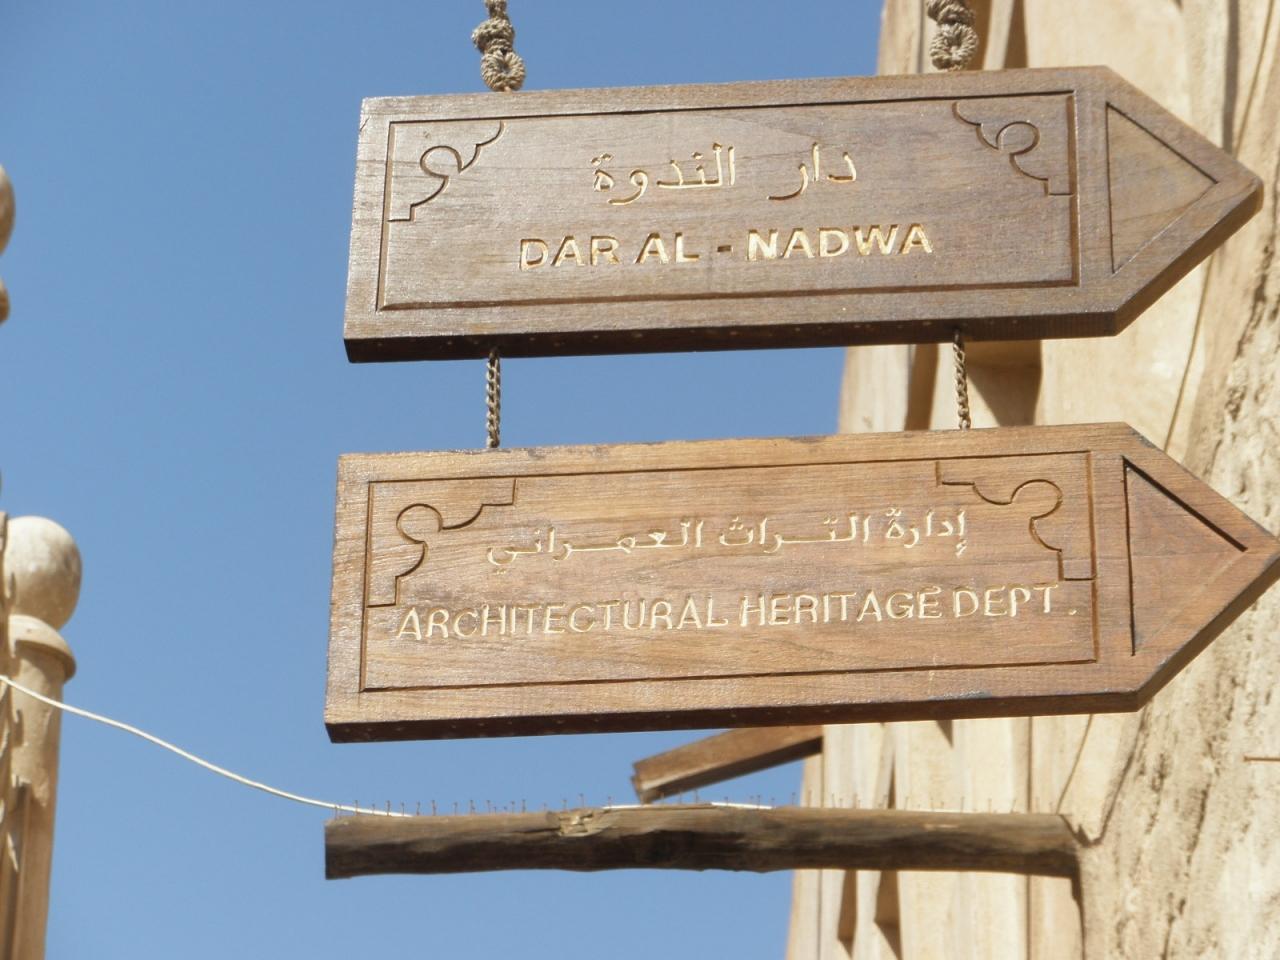 دار الندوة
DAR AL - NADWA
إدارة التراث العمراني
ARCHITECTURAL HERITAGE DEPT.